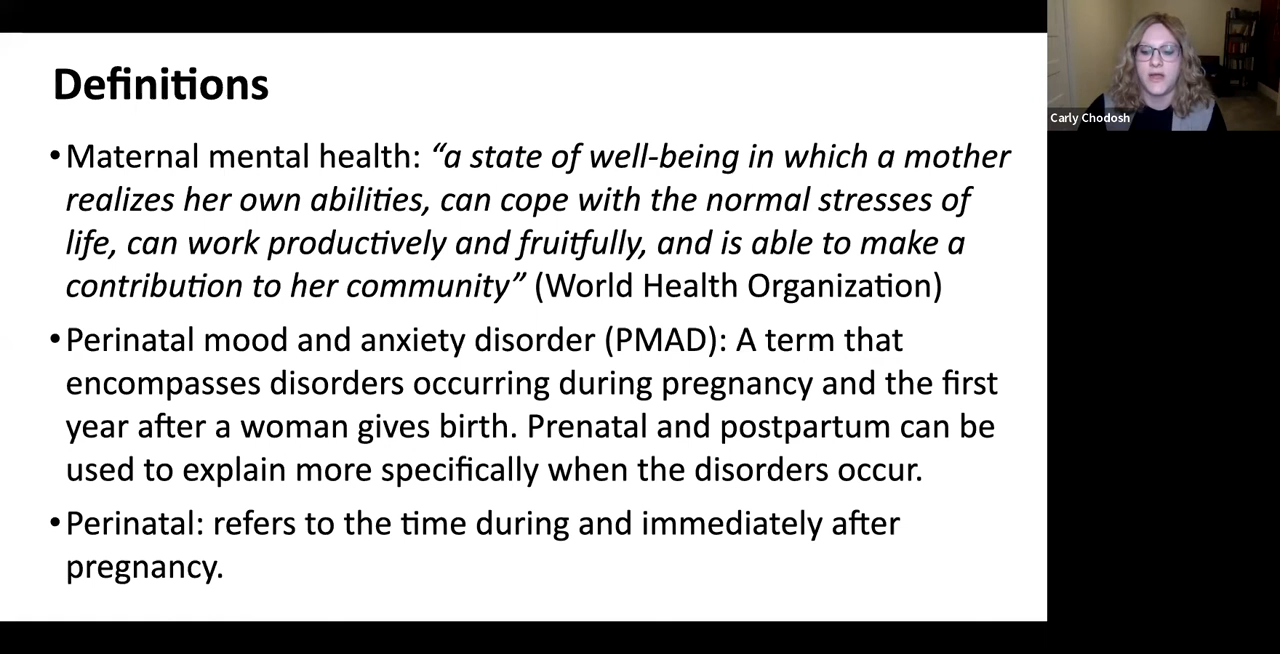 Definitions
• Maternal mental health: “a state of well-being in which a mother
realizes her own abilities, can cope with the normal stresses of
life, can work productively and fruitfully, and is able to make a
contribution to her community” (World Health Organization)
• Perinatal mood and anxiety disorder (PMAD): A term that
encompasses disorders occurring during pregnancy and the first
year after a woman gives birth. Prenatal and postpartum can be
used to explain more specifically when the disorders occur.
• Perinatal: refers to the time during and immediately after
pregnancy.
Carly Chodosh